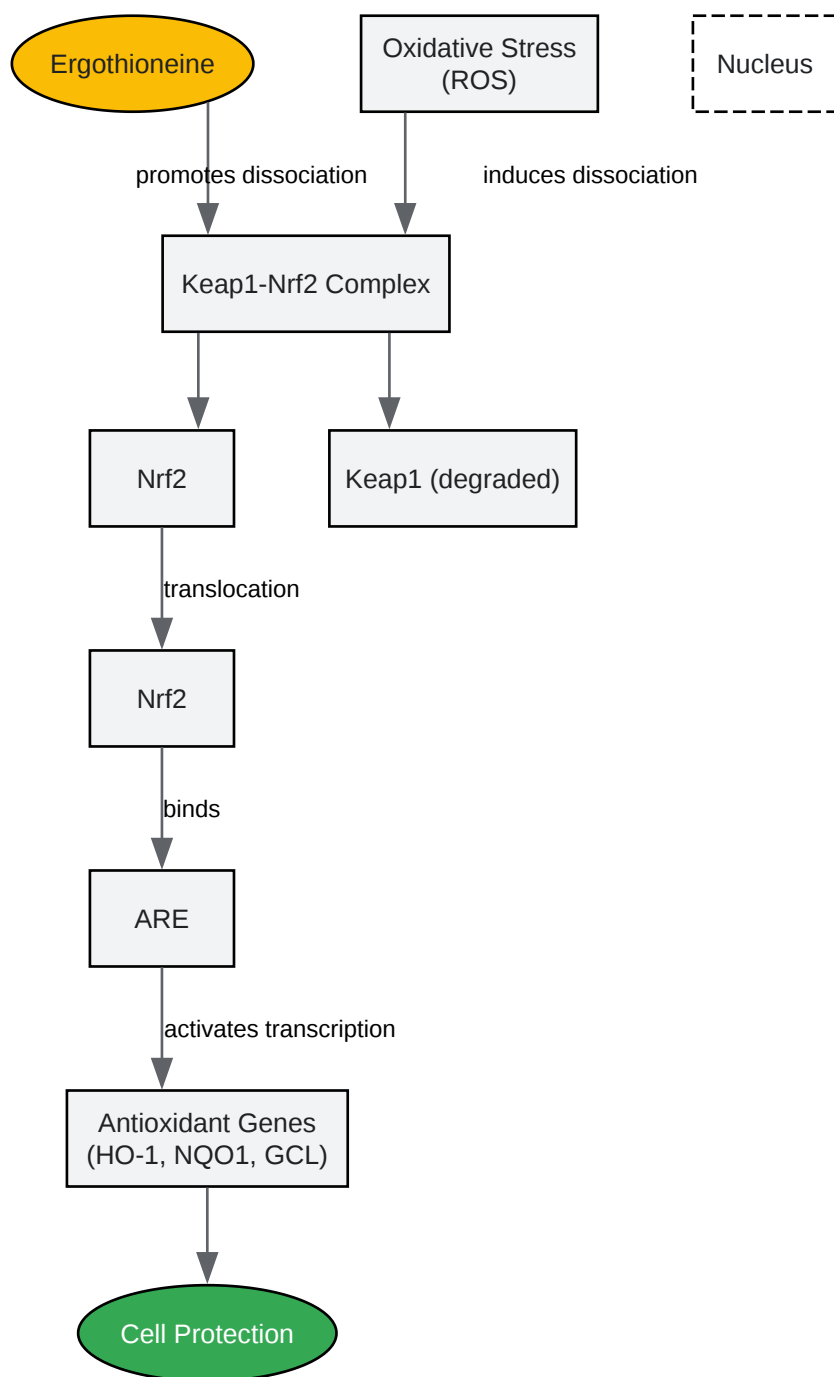 Ergothioneine
Oxidative Stress
(ROS)
Nucleus
promotes dissociation
induces dissociation
Keap1-Nrf2 Complex
Nrf2
Keap1 (degraded)
translocation
Nrf2
binds
ARE
activates transcription
Antioxidant Genes
(HO-1, NQO1, GCL)
Cell Protection